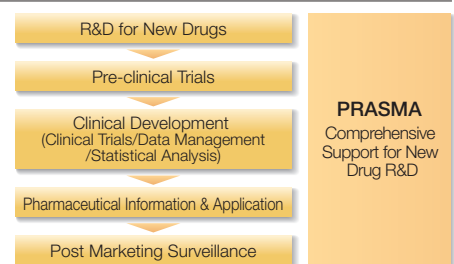 R&D for New Drugs
Pre-clinical Trials
Clinical Development
(Clinical Trials/Data Management
/Statistical Analysis)
Pharmaceutical Information & Application
Post Marketing Surveillance
PRASMA
Comprehensive
Support for New
Drug R&D